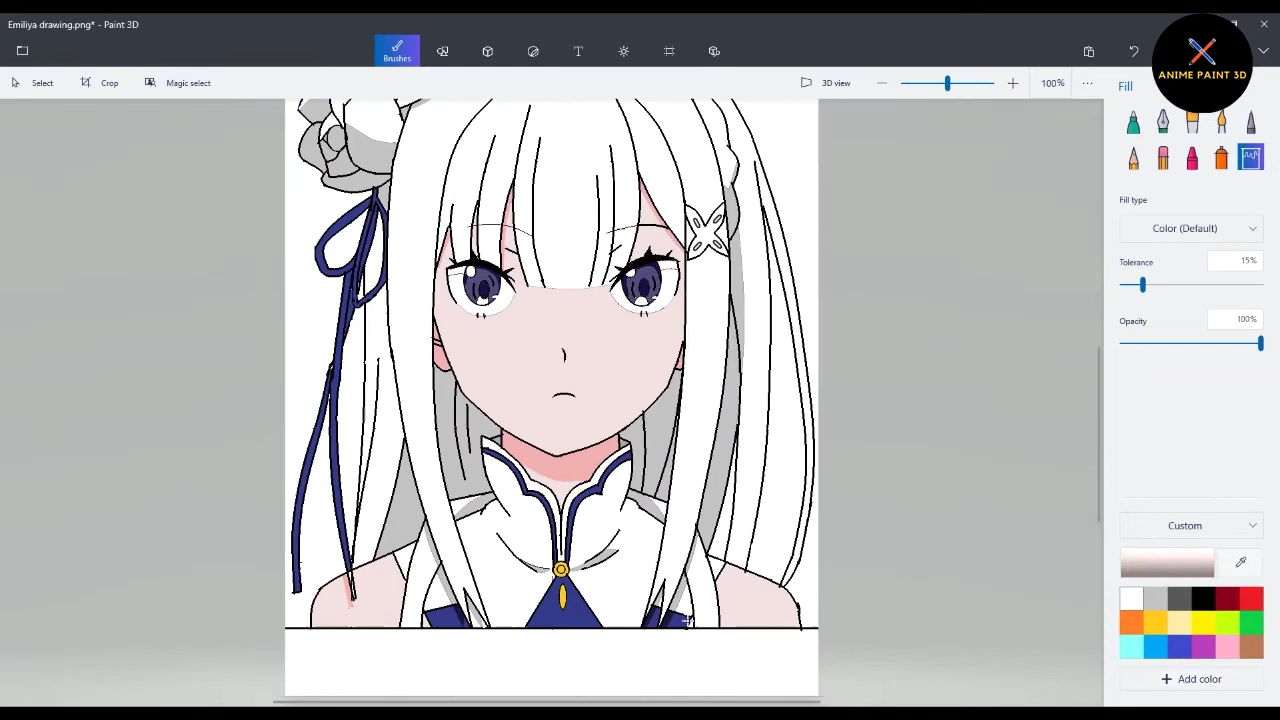 Emiliya drawing.png* - Paint 3D
Brushes
Select
Crop
Magic select
3D view
100%
ANIME PAINT 3D
Fill
Fill type
Color (Default)
Tolerance
15%
Opacity
100%
Custom
Add color